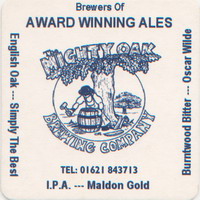 Brewers Of
AWARD WINNING ALES
English Oak --- Simply The Best
MIGHTY OAK
BREWING COMPANY
Burntwood Bitter --- Oscar Wilde
TEL: 01621 843713
I.P.A. --- Maldon Gold